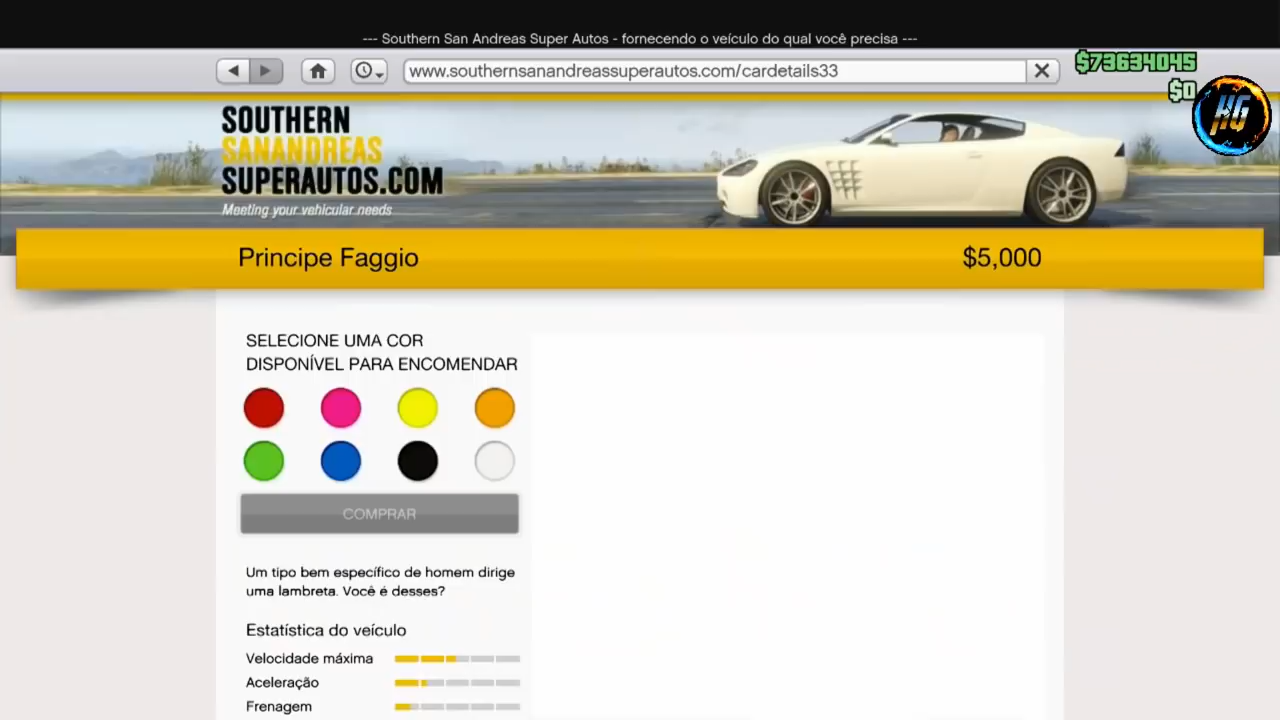 --- Southern San Andreas Super Autos - fornecendo o veículo do qual você precisa ---
www.southernsanandreassuperautos.com/cardetails33
$73634045
$0
HG
SOUTHERN
SANANDREAS
SUPERAUTOS.COM
Meeting your vehicular needs
Principe Faggio $5,000
SELECIONE UMA COR
DISPONÍVEL PARA ENCOMENDAR
COMPRAR
Um tipo bem específico de homem dirige
uma lambreta. Você é desses?
Estatística do veículo
Velocidade máxima
Aceleração
Frenagem